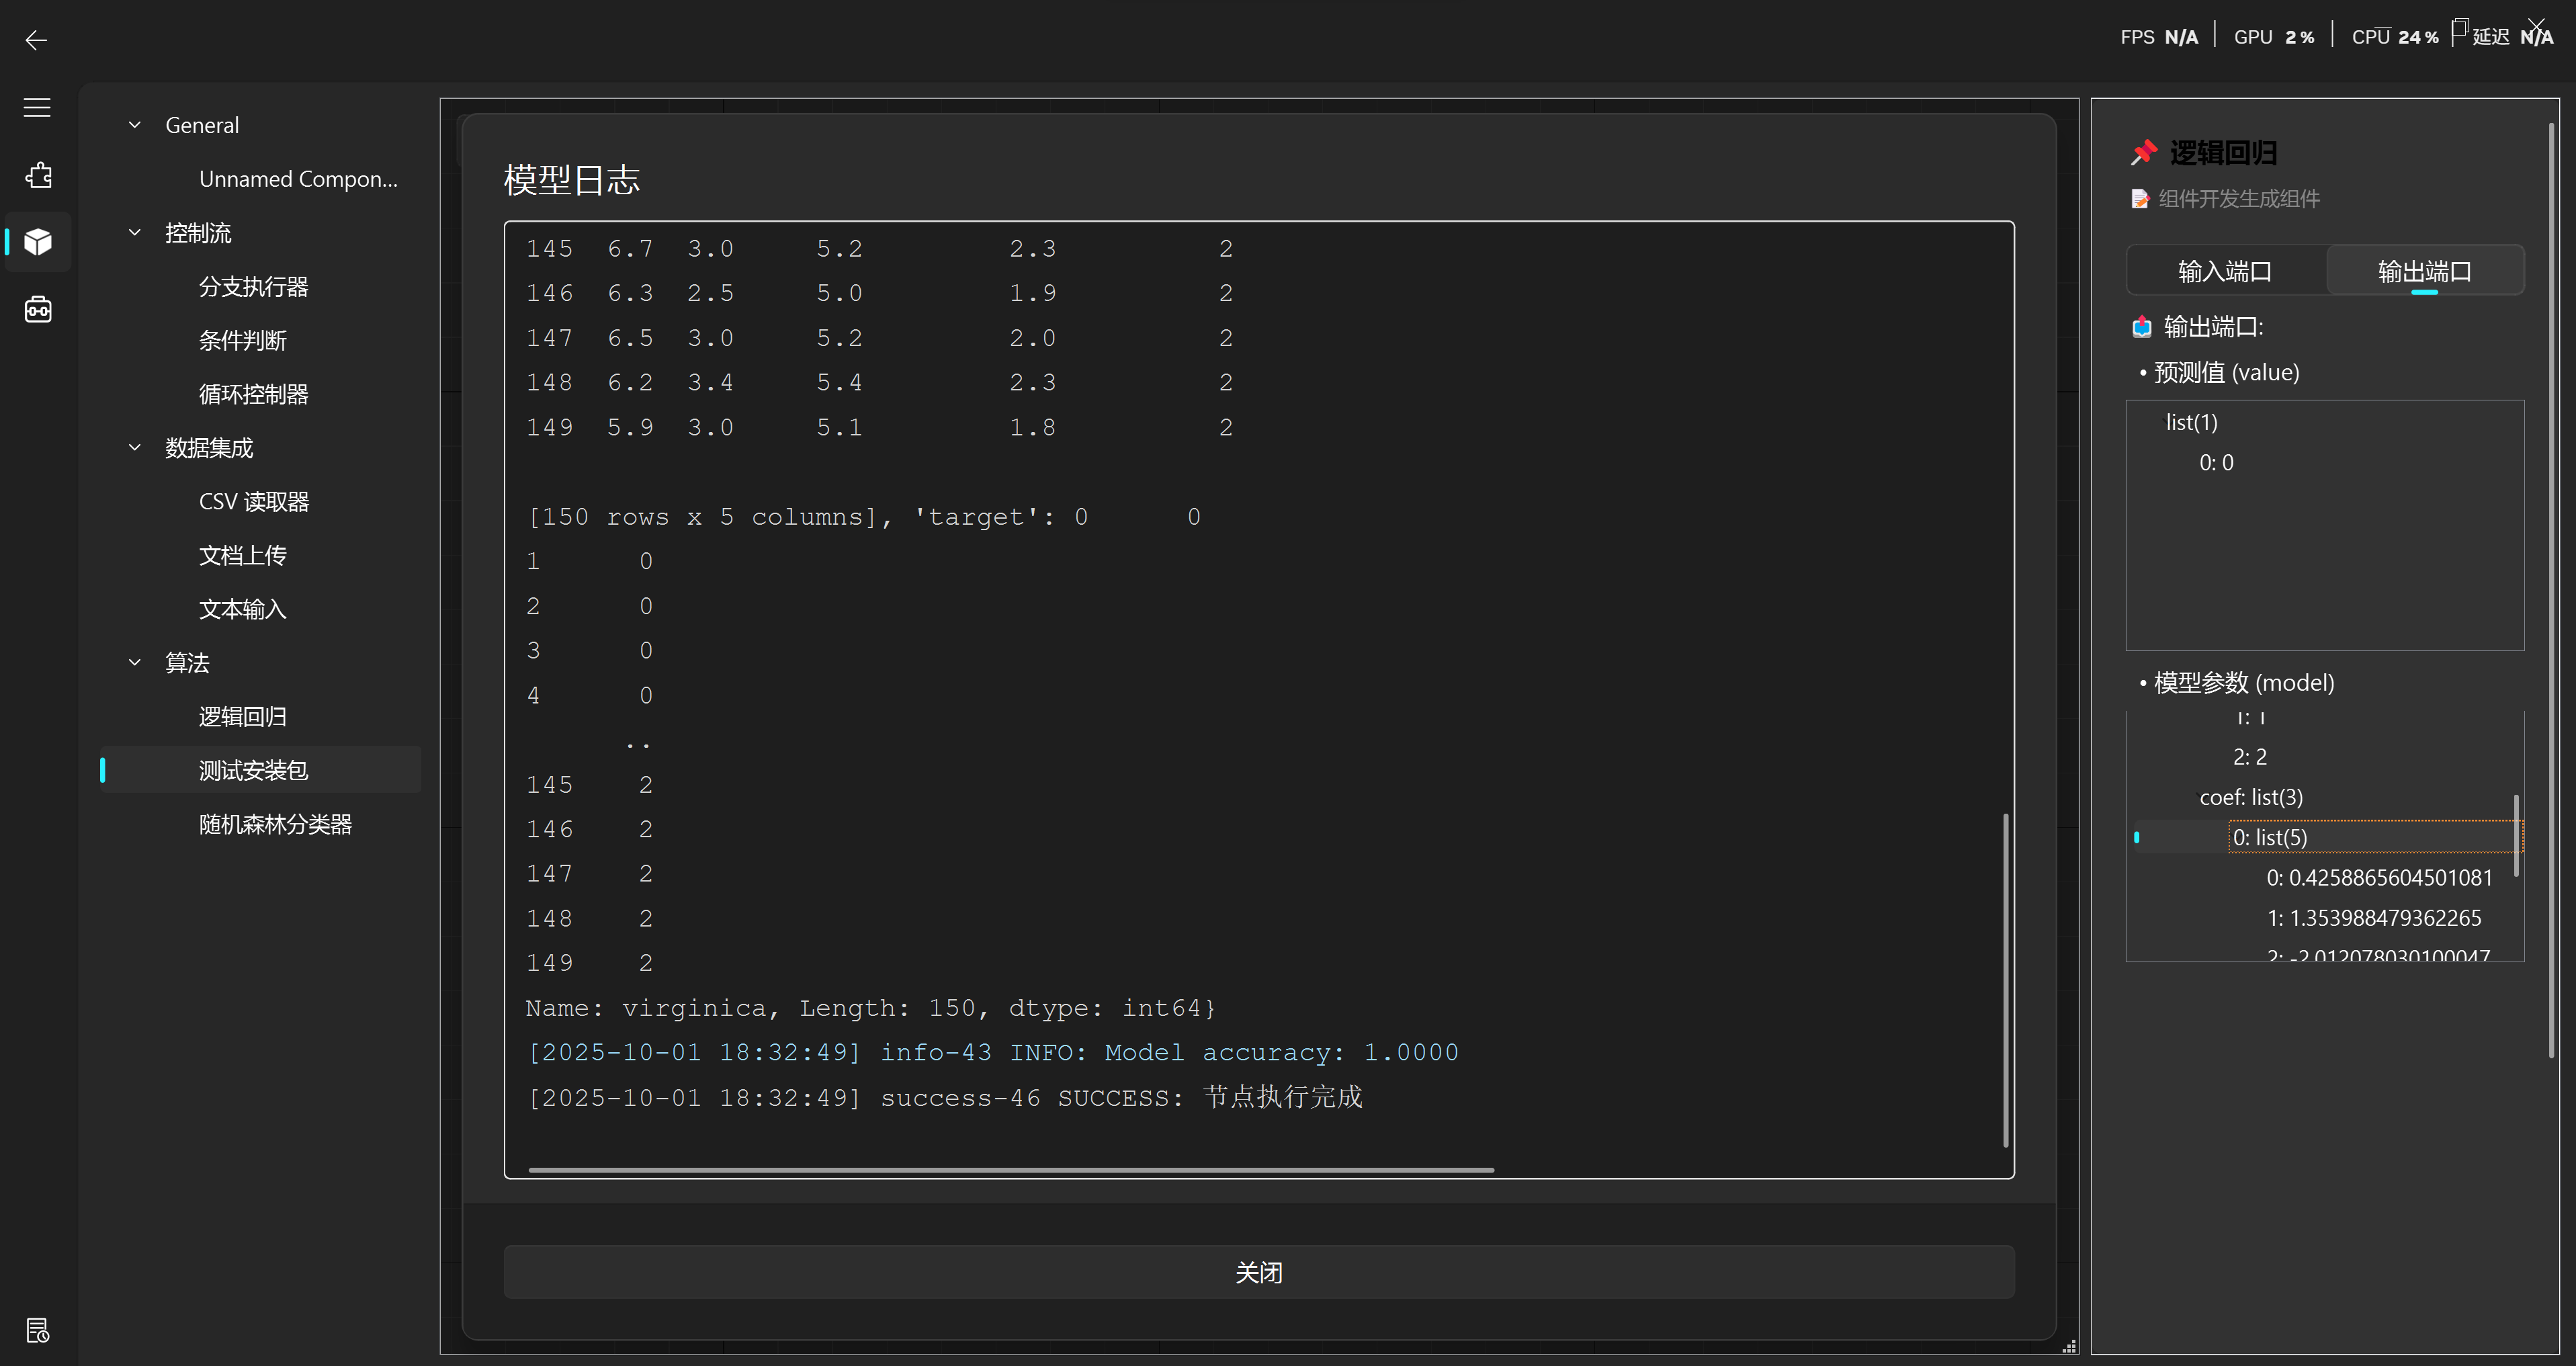 FPS N/A GPU 2% CPU 24% 延迟 N/A
General
Unnamed Compon...
控制流
分支执行器
条件判断
循环控制器
数据集成
CSV 读取器
文档上传
文本输入
算法
逻辑回归
测试安装包
随机森林分类器
模型日志
145 6.7 3.0 5.2 2.3 2
146 6.3 2.5 5.0 1.9 2
147 6.5 3.0 5.2 2.0 2
148 6.2 3.4 5.4 2.3 2
149 5.9 3.0 5.1 1.8 2
[150 rows x 5 columns], 'target': 0 0
1 0
2 0
3 0
4 0
..
145 2
146 2
147 2
148 2
149 2
Name: virginica, Length: 150, dtype: int64}
[2025-10-01 18:32:49] info-43 INFO: Model accuracy: 1.0000
[2025-10-01 18:32:49] success-46 SUCCESS: 节点执行完成
关闭
逻辑回归
组件开发生成组件
输入端口 输出端口
输出端口:
• 预测值 (value)
list(1)
0: 0
• 模型参数 (model)
1: 1
2: 2
coef: list(3)
0: list(5)
0: 0.4258865604501081
1: 1.353988479362265
2: -2.012078030100047